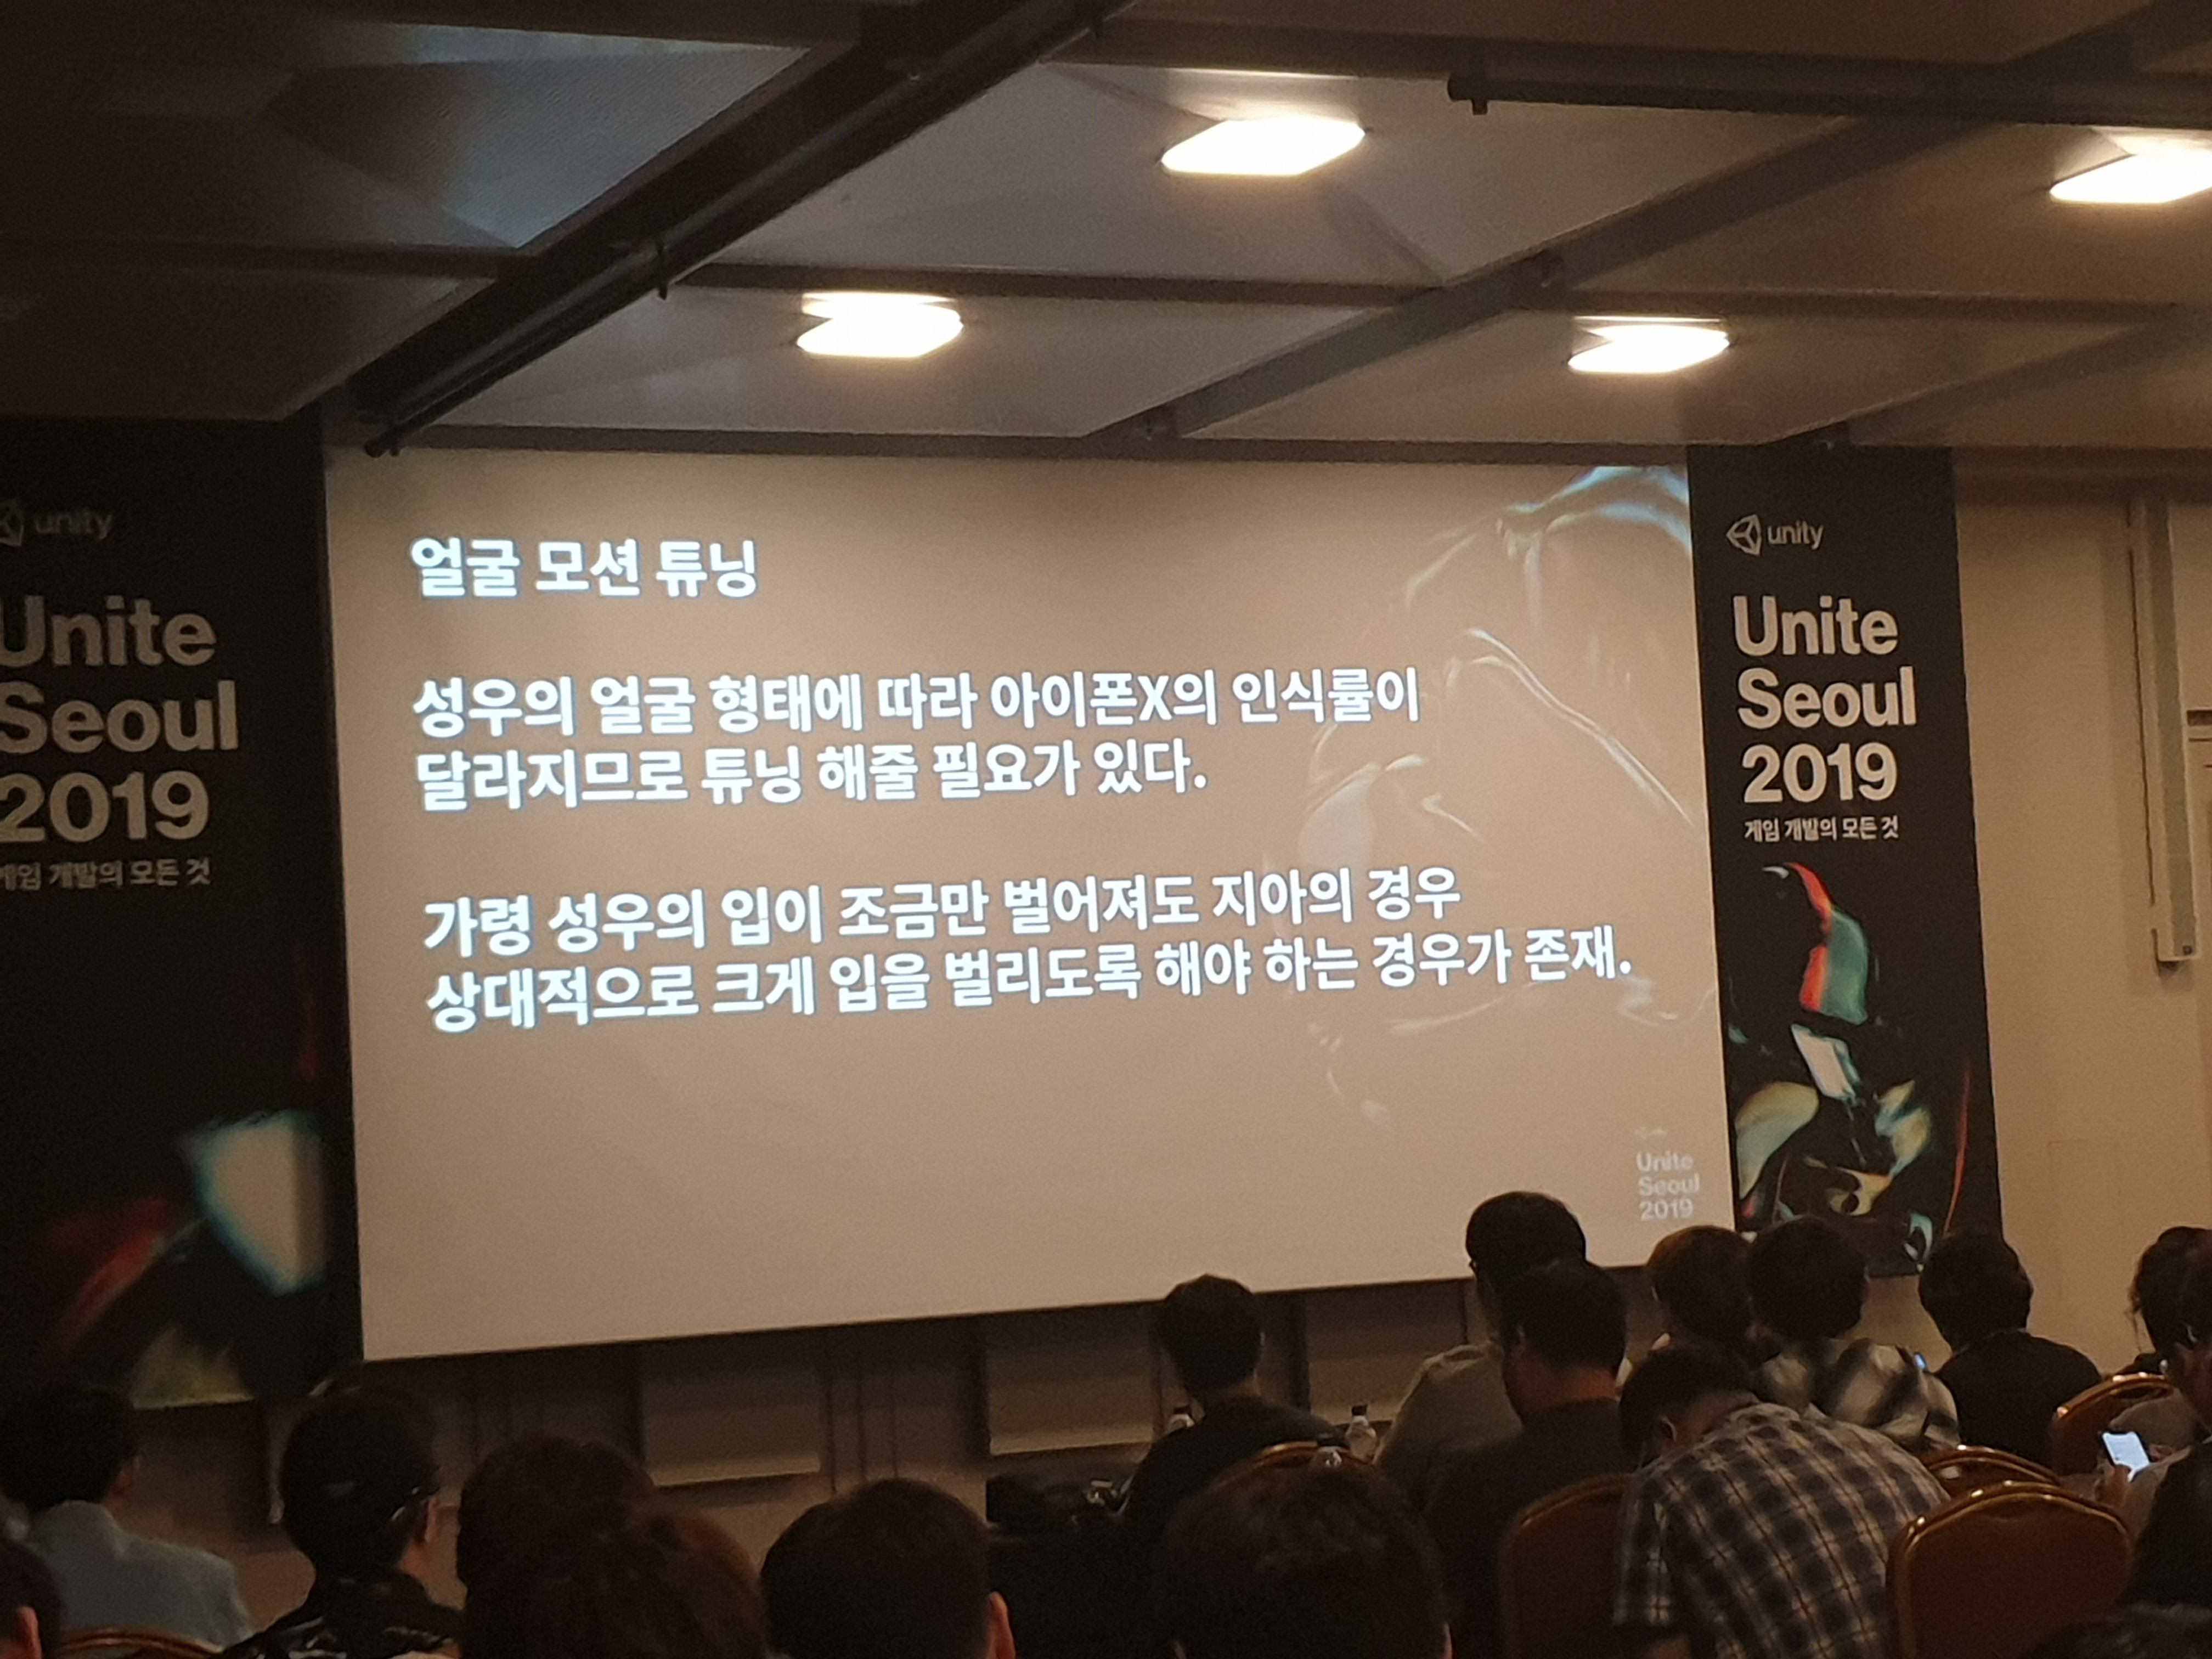 unity
Unite
Seoul
2019
게임 개발의 모든 것
얼굴 모션 튜닝
성우의 얼굴 형태에 따라 아이폰X의 인식률이
달라지므로 튜닝 해줄 필요가 있다.
가령 성우의 입이 조금만 벌어져도 지아의 경우
상대적으로 크게 입을 벌리도록 해야 하는 경우가 존재.
Unite
Seoul
2019
unity
Unite
Seoul
2019
게임 개발의 모든 것